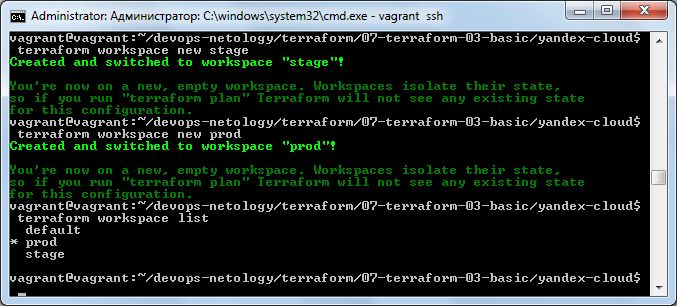 Administrator: Администратор: C:\windows\system32\cmd.exe - vagrant ssh
vagrant@vagrant:~/devops-netology/terraform/07-terraform-03-basic/yandex-cloud$
terraform workspace new stage
Created and switched to workspace "stage"!
You're now on a new, empty workspace. Workspaces isolate their state,
so if you run "terraform plan" Terraform will not see any existing state
for this configuration.
vagrant@vagrant:~/devops-netology/terraform/07-terraform-03-basic/yandex-cloud$
terraform workspace new prod
Created and switched to workspace "prod"!
You're now on a new, empty workspace. Workspaces isolate their state,
so if you run "terraform plan" Terraform will not see any existing state
for this configuration.
vagrant@vagrant:~/devops-netology/terraform/07-terraform-03-basic/yandex-cloud$
terraform workspace list
default
* prod
stage
vagrant@vagrant:~/devops-netology/terraform/07-terraform-03-basic/yandex-cloud$